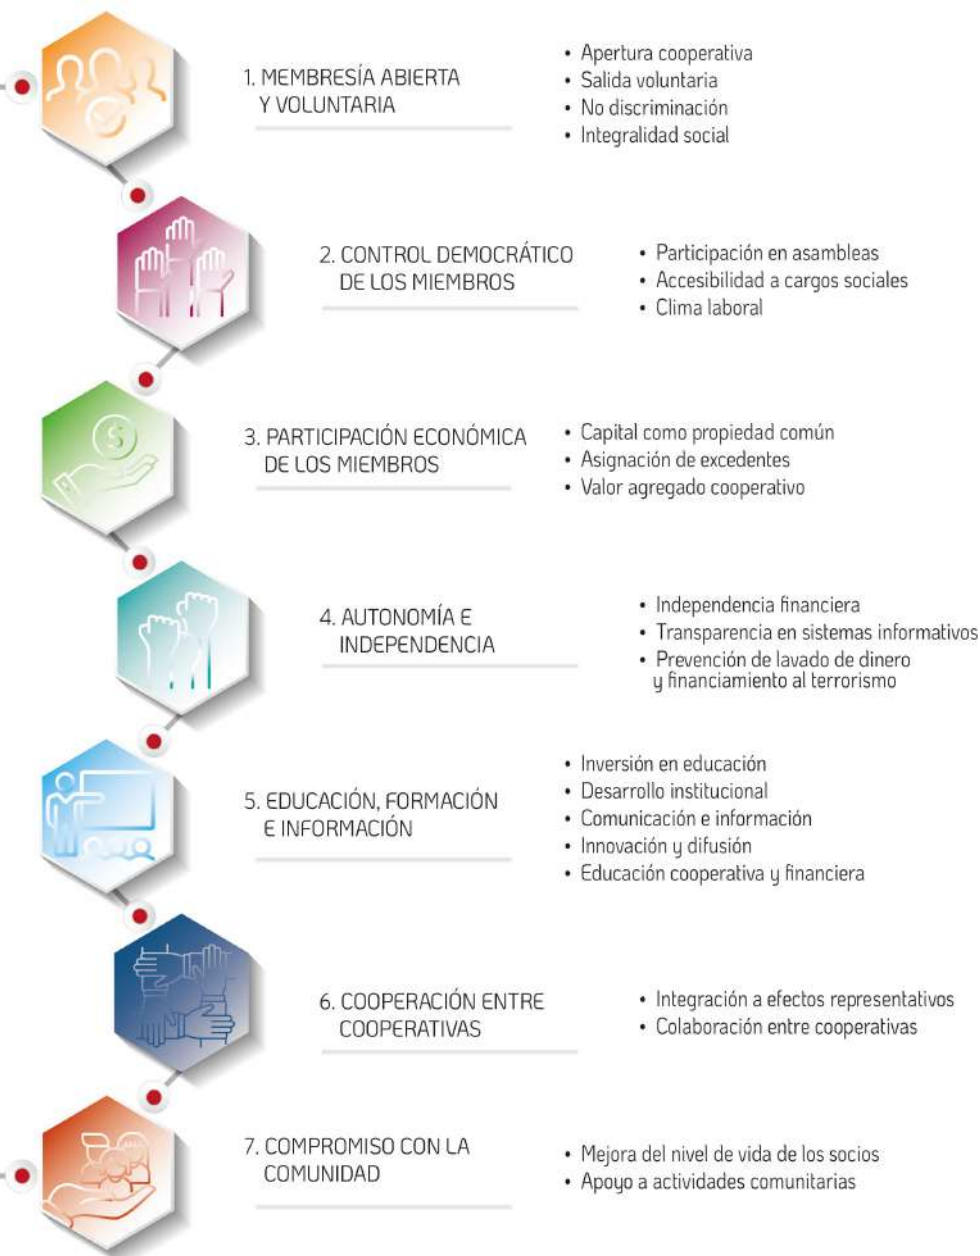 1. MEMBRESÍA ABIERTA
Y VOLUNTARIA
• Apertura cooperativa
• Salida voluntaria
• No discriminación
• Integralidad social
2. CONTROL DEMOCRÁTICO
DE LOS MIEMBROS
• Participación en asambleas
• Accesibilidad a cargos sociales
• Clima laboral
3. PARTICIPACIÓN ECONÓMICA
DE LOS MIEMBROS
• Capital como propiedad común
• Asignación de excedentes
• Valor agregado cooperativo
4. AUTONOMÍA E
INDEPENDENCIA
• Independencia financiera
• Transparencia en sistemas informativos
• Prevención de lavado de dinero
y financiamiento al terrorismo
5. EDUCACIÓN, FORMACIÓN
E INFORMACIÓN
• Inversión en educación
• Desarrollo institucional
• Comunicación e información
• Innovación y difusión
• Educación cooperativa y financiera
6. COOPERACIÓN ENTRE
COOPERATIVAS
• Integración a efectos representativos
• Colaboración entre cooperativas
7. COMPROMISO CON LA
COMUNIDAD
• Mejora del nivel de vida de los socios
• Apoyo a actividades comunitarias